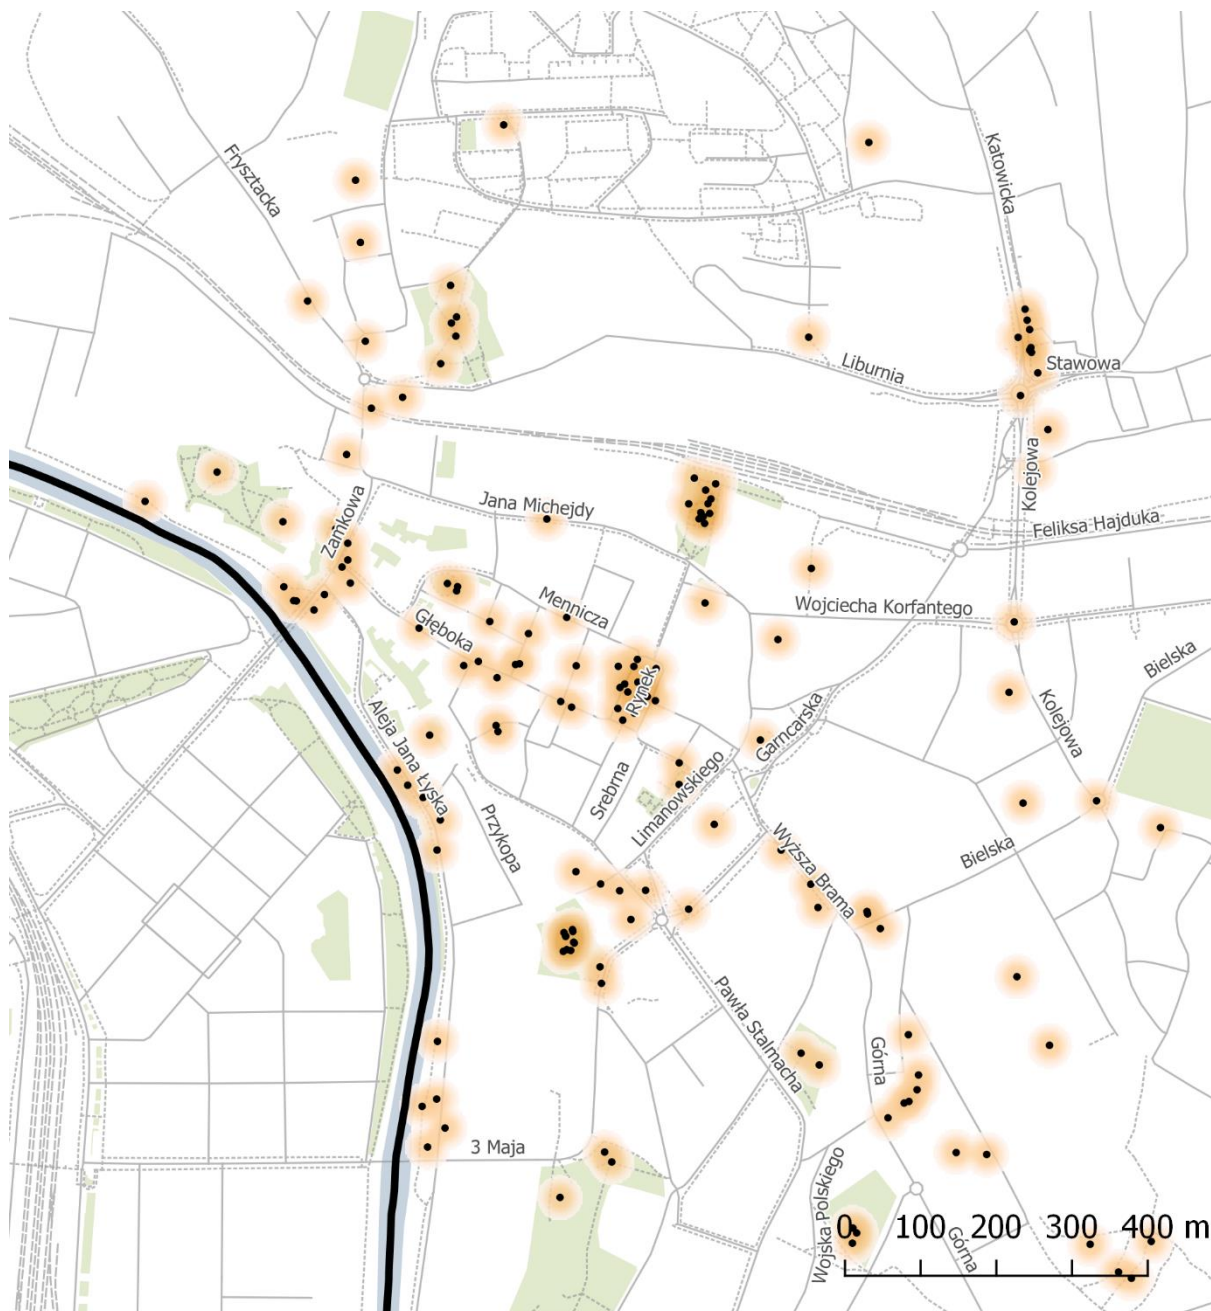 Katowicka
Frysztacka
Stawowa
Liburnia
Kolejowa
Jana Michejdy
Zamkowa
Feliksa Hajduka
Mennicza
Wojciecha Korfantego
Głęboka
Bielska
Rynek
Aleja Jana Łyska
Garncarska
Kolejowa
Srebrna
Limanowskiego
Przykopa
Wyższa Brama
Bielska
Pawła Stalmacha
Górna
3 Maja
Wojska Polskiego
Górna
0 100 200 300 400 m